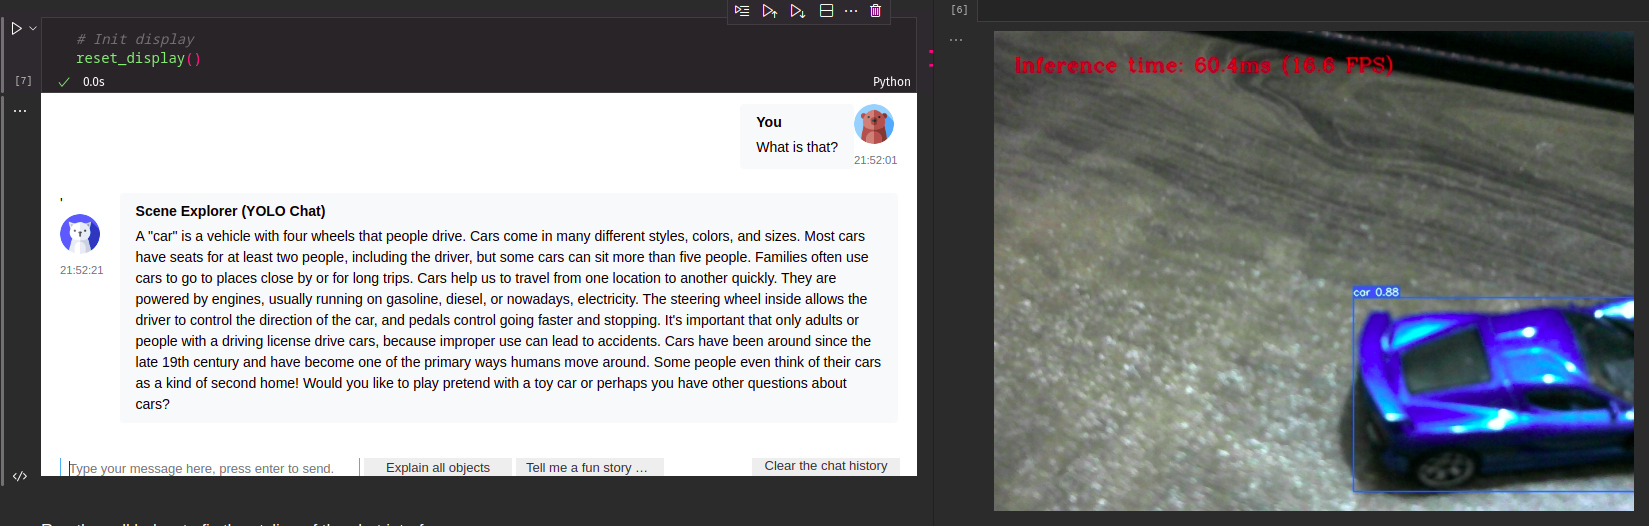 # Init display
reset_display()
[7]
0.0s
Python
You
What is that?
21:52:01
'
Scene Explorer (YOLO Chat)
A "car" is a vehicle with four wheels that people drive. Cars come in many different styles, colors, and sizes. Most cars
have seats for at least two people, including the driver, but some cars can sit more than five people. Families often use
cars to go to places close by or for long trips. Cars help us to travel from one location to another quickly. They are
powered by engines, usually running on gasoline, diesel, or nowadays, electricity. The steering wheel inside allows the
driver to control the direction of the car, and pedals control going faster and stopping. It's important that only adults or
people with a driving license drive cars, because improper use can lead to accidents. Cars have been around since the
late 19th century and have become one of the primary ways humans move around. Some people even think of their cars
as a kind of second home! Would you like to play pretend with a toy car or perhaps you have other questions about
cars?
21:52:21
Type your message here, press enter to send.
Explain all objects
Tell me a fun story ...
Clear the chat history
[6]
Inference time: 60.4ms (16.6 FPS)
car 0.88